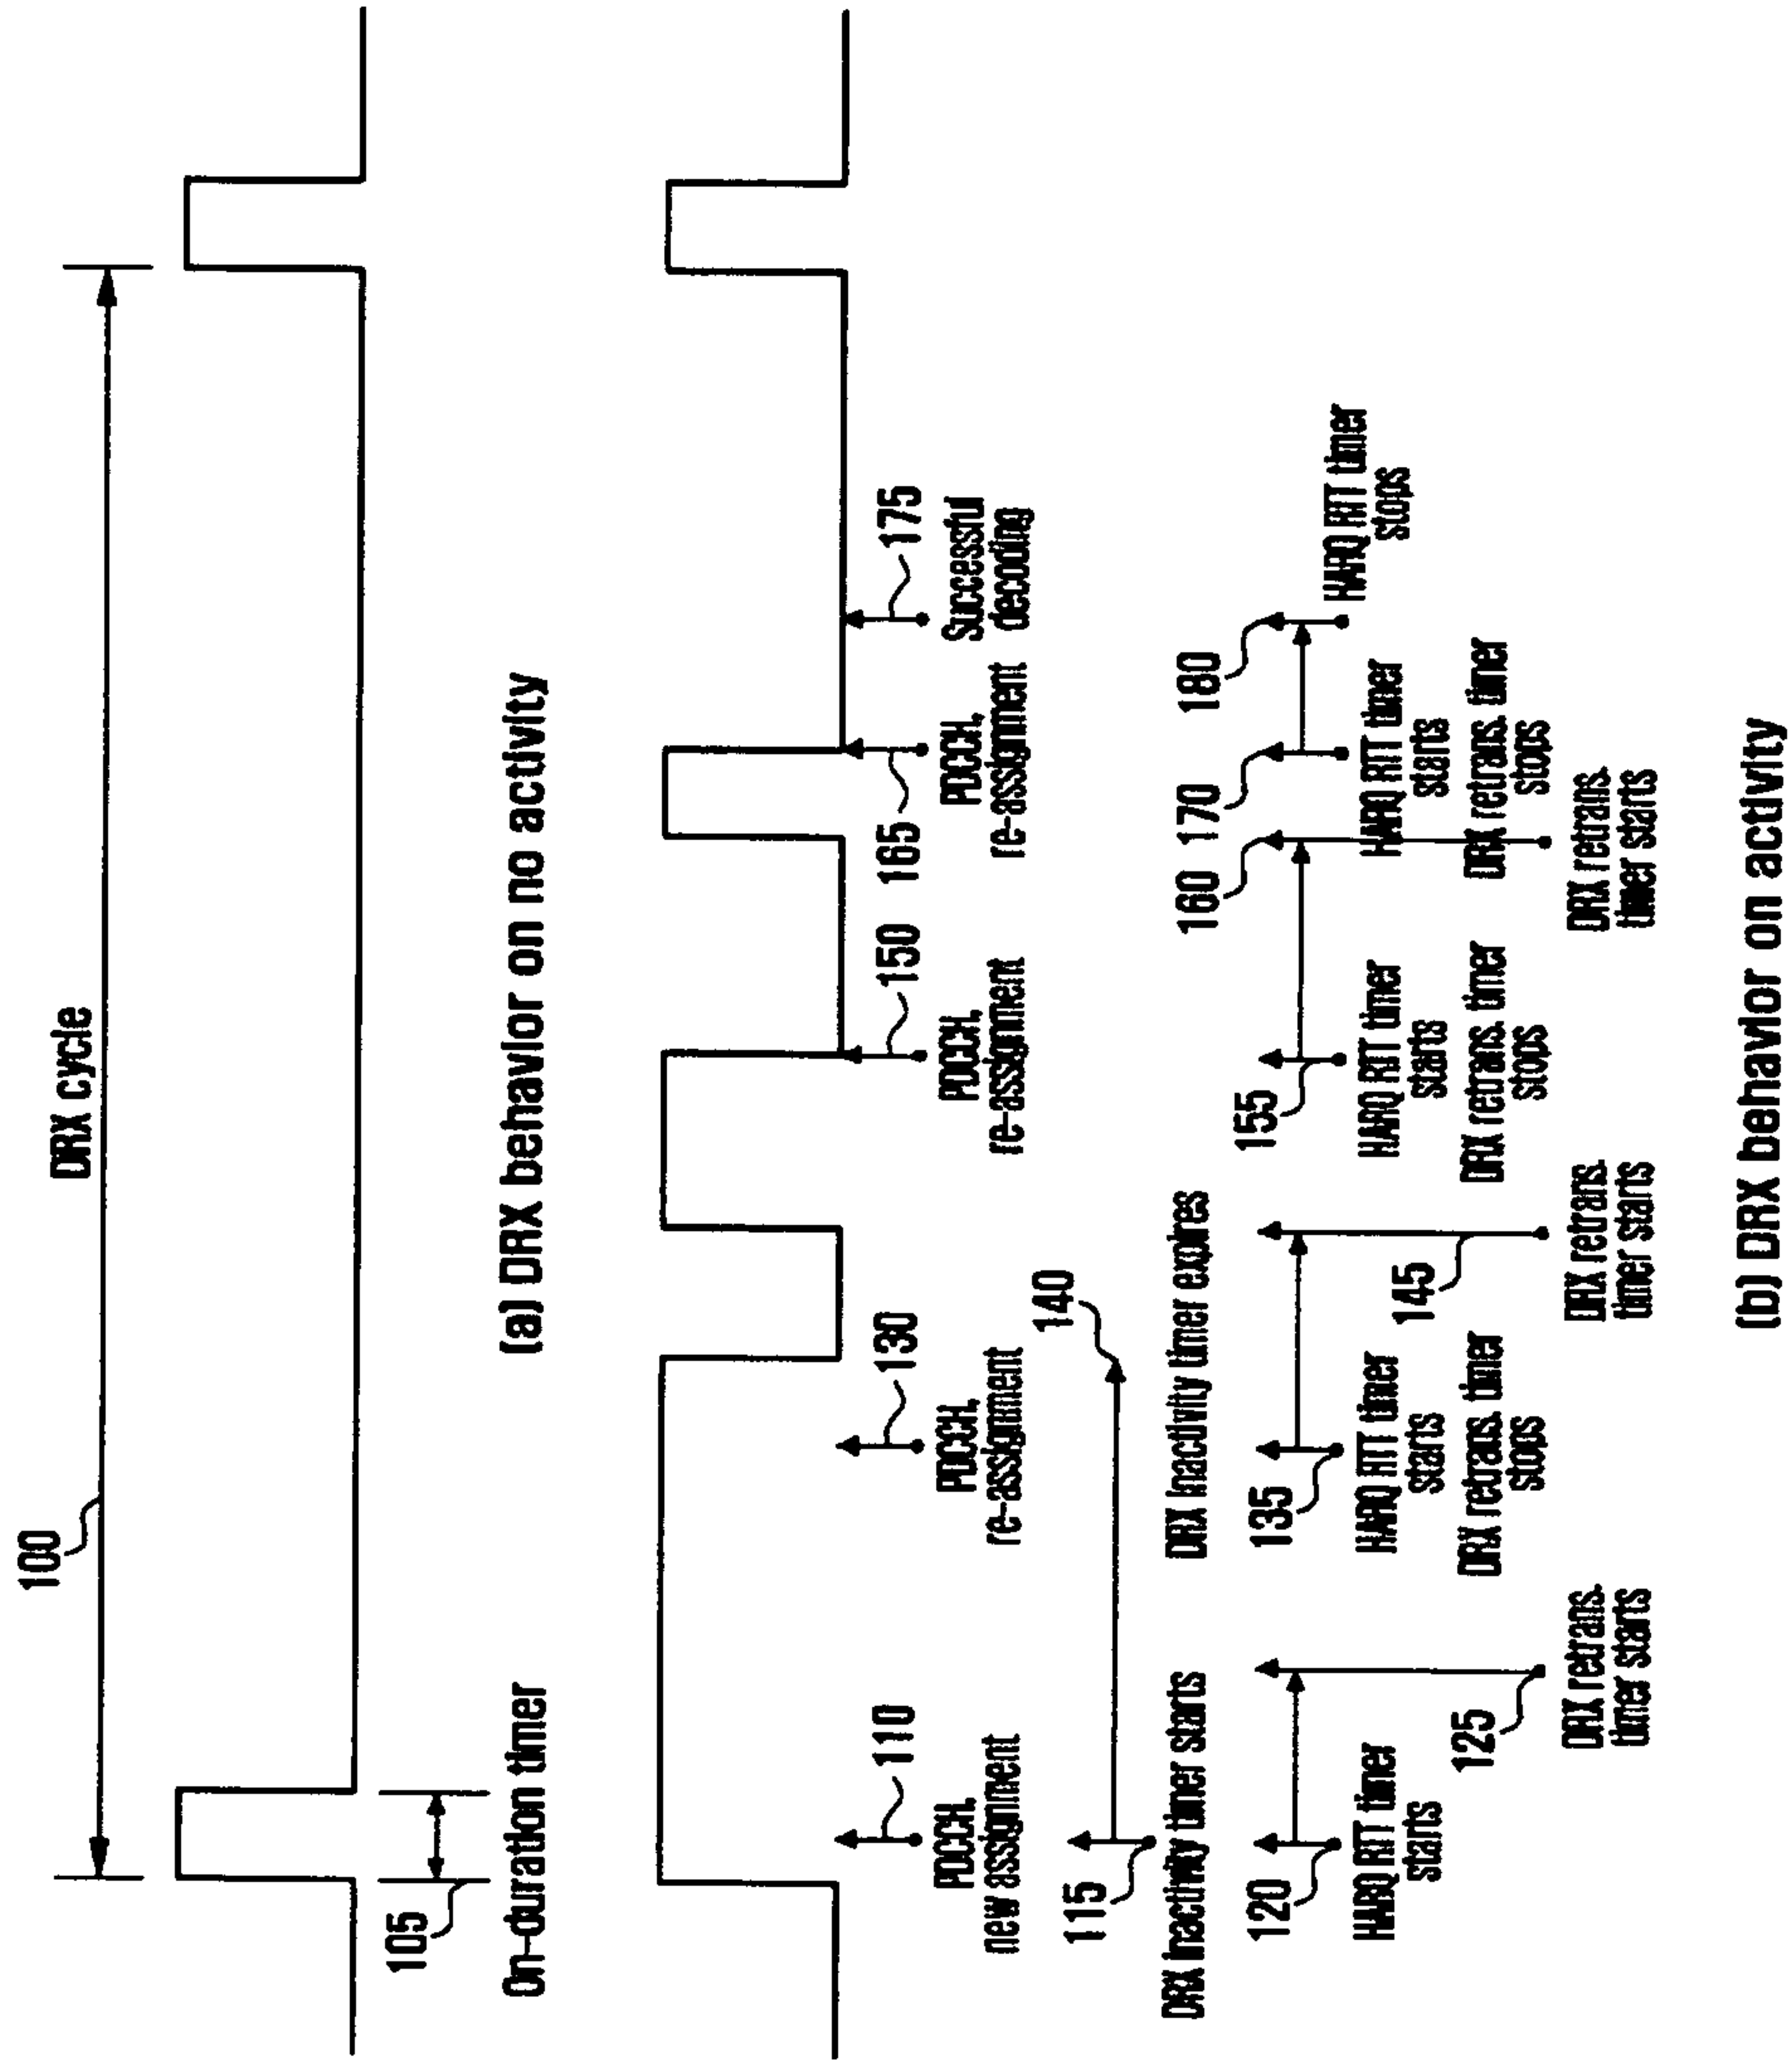 100
DRX cycle
105
On-duration timer
(a) DRX behavior on no activity
110
PDCCH,
new assignment
130
PDCCH,
re-assignment
150
PDCCH,
re-assignment
165
PDCCH,
re-assignment
175
Successful
decoding
115
DRX Inactivity timer starts
140
DRX Inactivity timer expires
120
HARQ RTT timer
starts
125
DRX retrans.
timer starts
135
HARQ RTT timer
starts
DRX retrans. timer
stops
145
DRX retrans.
timer starts
155
HARQ RTT timer
starts
DRX retrans. timer
stops
160
DRX retrans.
timer starts
170
HARQ RTT timer
starts
DRX retrans. timer
stops
180
HARQ RTT timer
stops
(b) DRX behavior on activity